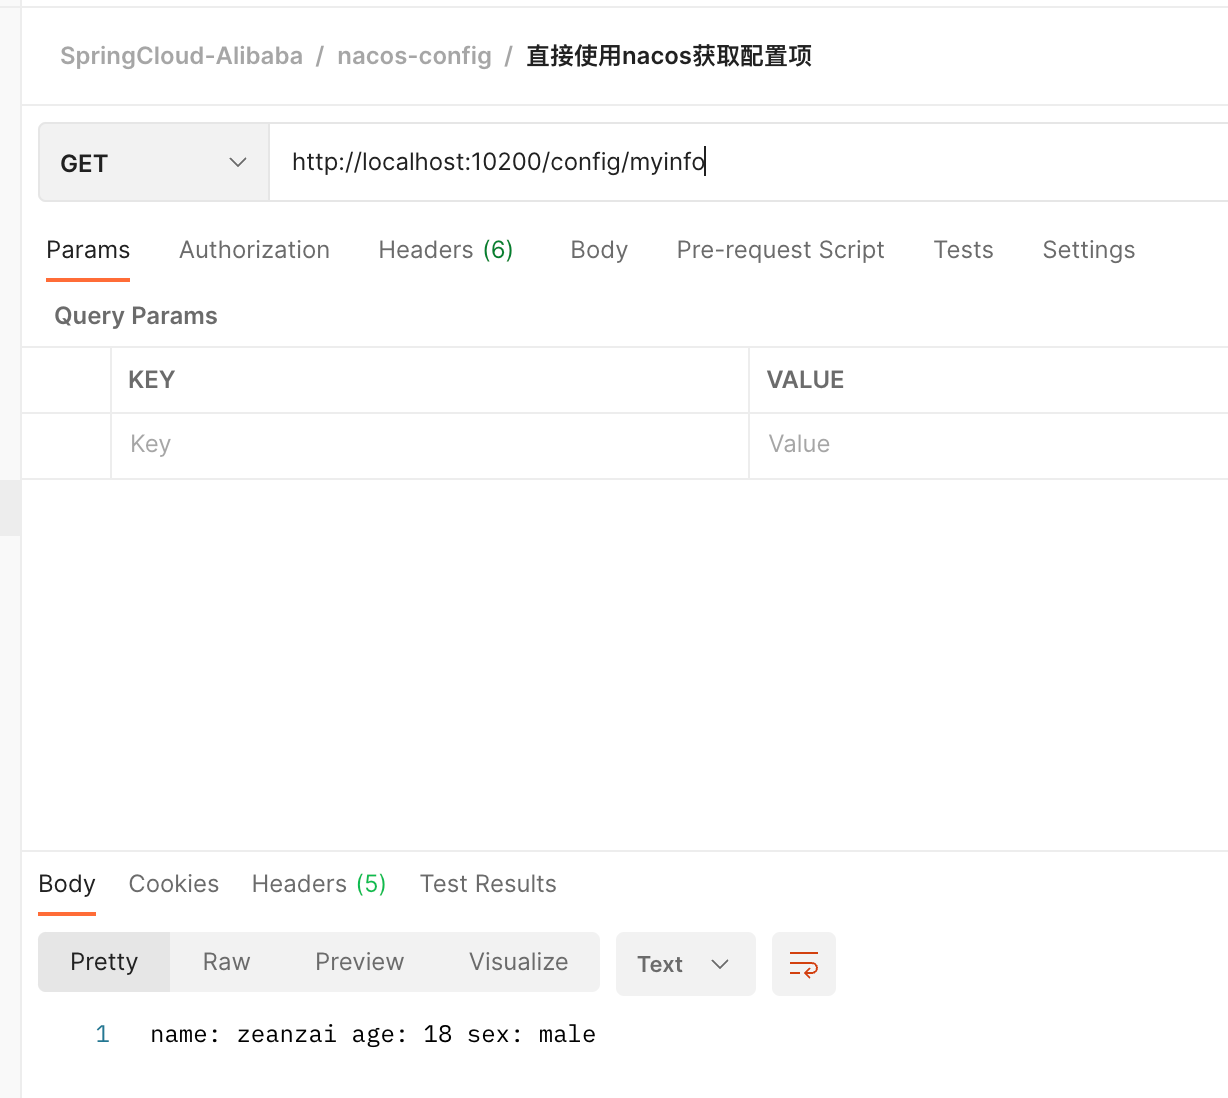 SpringCloud-Alibaba / nacos-config / 直接使用nacos获取配置项
GET http://localhost:10200/config/myinfo
Params Authorization Headers (6) Body Pre-request Script Tests Settings
Query Params
KEY VALUE
Key Value
Body Cookies Headers (5) Test Results
Pretty Raw Preview Visualize Text
1 name: zeanzai age: 18 sex: male